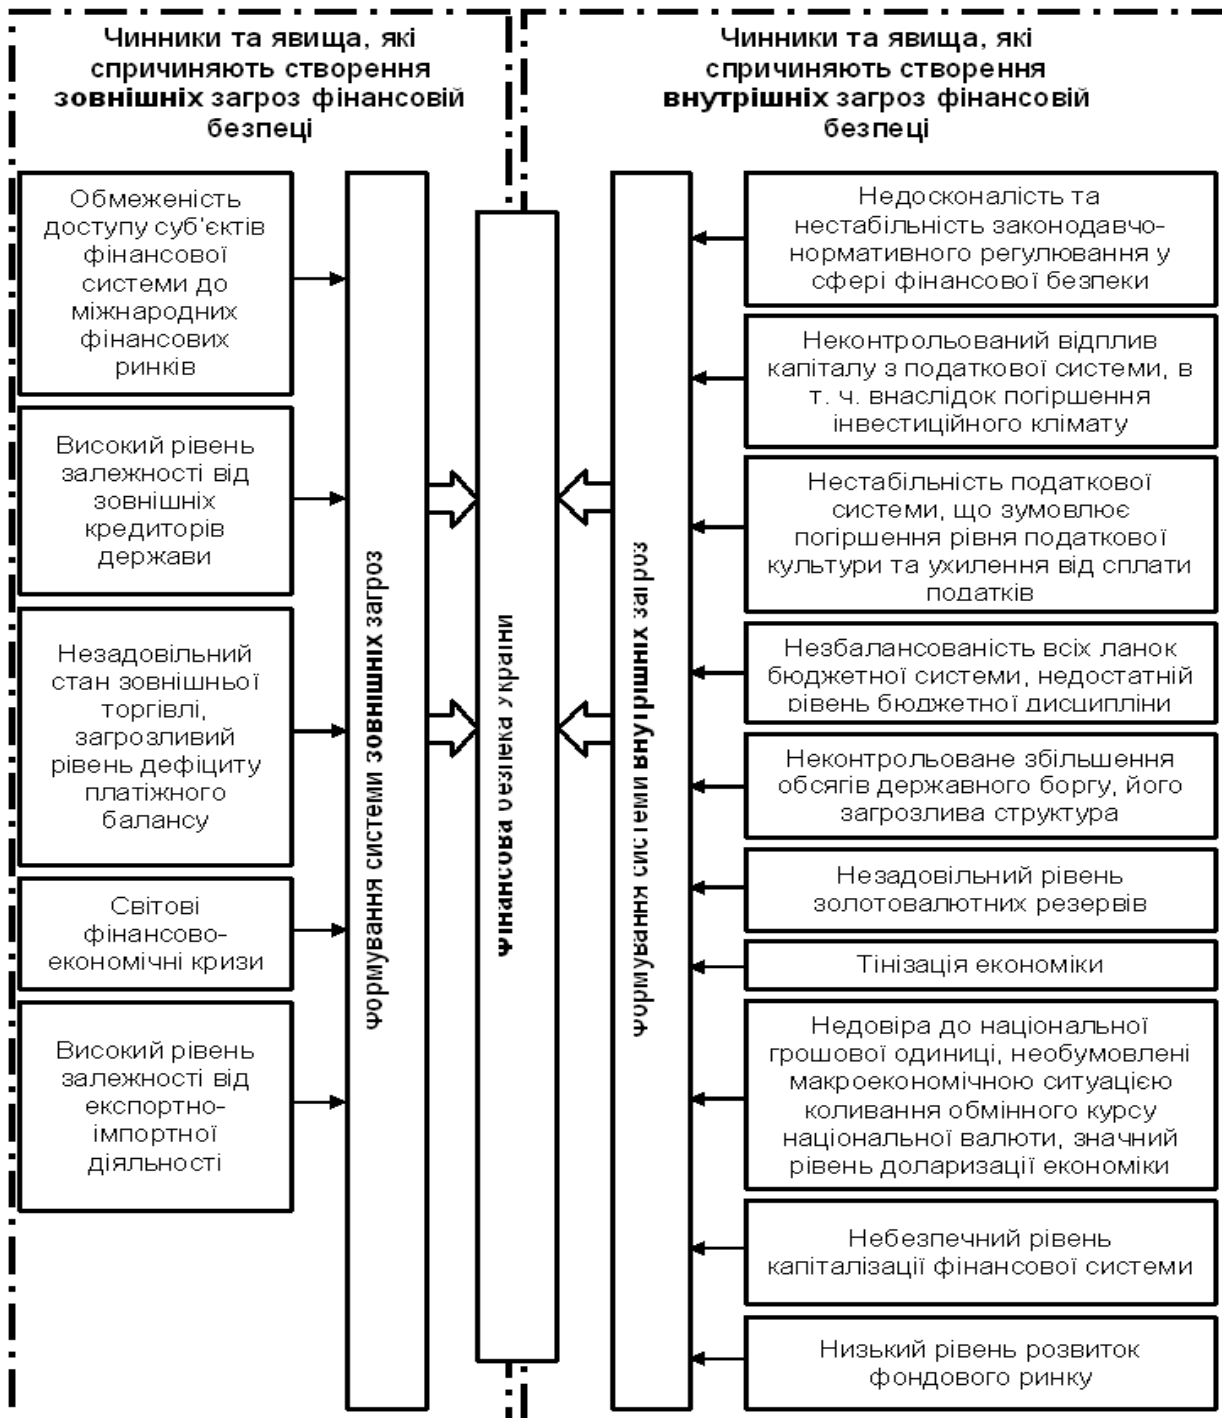 Чинники та явища, які
спричиняють створення
зовнішніх загроз фінансовій
безпеці
Обмеженість
доступу суб'єктів
фінансової
системи до
міжнародних
фінансових
ринків
Високий рівень
залежності від
зовнішніх
кредиторів
держави
Незадовільний
стан зовнішньої
торгівлі,
загрозливий
рівень дефіциту
платіжного
балансу
Світові
фінансово-
економічні кризи
Високий рівень
залежності від
експортно-
імпортної
діяльності
Формування системи зовнішніх загроз
Фінансова безпека України
Формування системи внутрішніх загроз
Чинники та явища, які
спричиняють створення
внутрішніх загроз фінансовій
безпеці
Недосконалість та
нестабільність законодавчо-
нормативного регулювання у
сфері фінансової безпеки
Неконтрольований відплив
капіталу з податкової системи, в
т. ч. внаслідок погіршення
інвестиційного клімату
Нестабільність податкової
системи, що зумовлює
погіршення рівня податкової
культури та ухилення від сплати
податків
Незбалансованість всіх ланок
бюджетної системи, недостатній
рівень бюджетної дисципліни
Неконтрольоване збільшення
обсягів державного боргу, його
загрозлива структура
Незадовільний рівень
золотовалютних резервів
Тінізація економіки
Недовіра до національної
грошової одиниці, необумовлені
макроекономічною ситуацією
коливання обмінного курсу
національної валюти, значний
рівень доларизації економіки
Небезпечний рівень
капіталізації фінансової системи
Низький рівень розвиток
фондового ринку